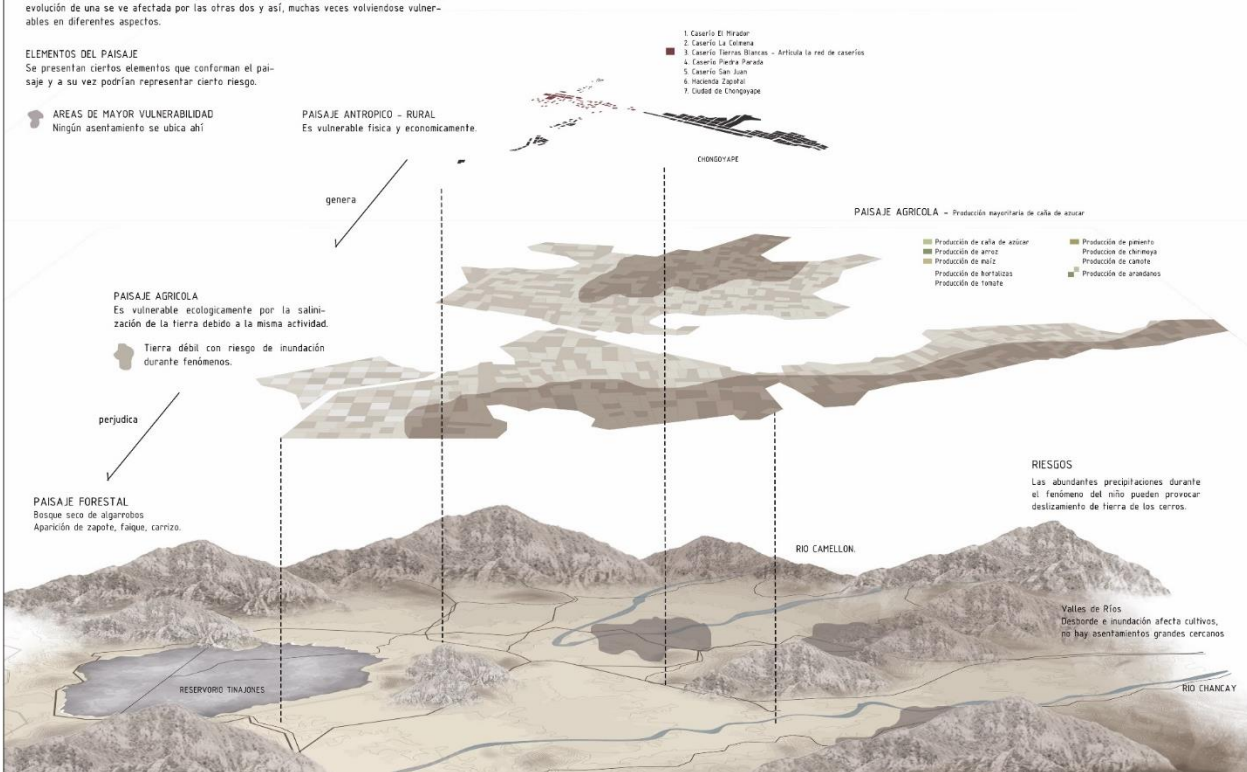 evolución de una se ve afectada por las otras dos y así, muchas veces volviendose vulner-
ables en diferentes aspectos.
ELEMENTOS DEL PAISAJE
Se presentan ciertos elementos que conforman el pai-
saje y a su vez podrían representar cierto riesgo.
AREAS DE MAYOR VULNERABILIDAD
Ningún asentamiento se ubica ahí
PAISAJE ANTROPICO - RURAL
Es vulnerable física y economicamente.
1. Caserío El Mirador
2. Caserío La Colmena
3. Caserío Tierras Blancas - Articula la red de caseríos
4. Caserío Piedra Parada
5. Caserío San Juan
6. Hacienda Zapotal
7. Ciudad de Chongoyape
CHONGOYAPE
genera
PAISAJE AGRICOLA - Producción mayoritaria de caña de azucar
Producción de caña de azúcar
Producción de arroz
Producción de maíz
Producción de hortalizas
Producción de tomate
Producción de pimiento
Produccion de chirimoya
Produccion de camote
Producción de arandanos
PAISAJE AGRICOLA
Es vulnerable ecologicamente por la salini-
zación de la tierra debido a la misma actividad.
Tierra débil con riesgo de inundación
durante fenómenos.
perjudica
PAISAJE FORESTAL
Bosque seco de algarrobos
Aparición de zapote, faique, carrizo.
RIESGOS
Las abundantes precipitaciones durante
el fenómeno del niño pueden provocar
deslizamiento de tierra de los cerros.
RIO CAMELLON.
Valles de Ríos
Desborde e inundación afecta cultivos,
no hay asentamientos grandes cercanos
RESERVORIO TINAJONES
RIO CHANCAY